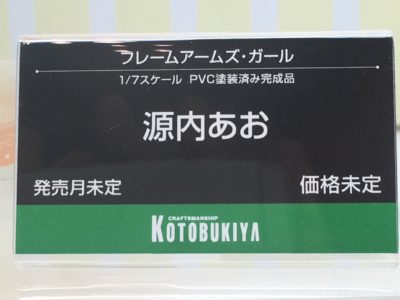 フレームアームズ・ガール
1/7スケール PVC塗装済み完成品
源内あお
発売月未定 価格未定
CRAFTSMANSHIP
KOTOBUKIYA